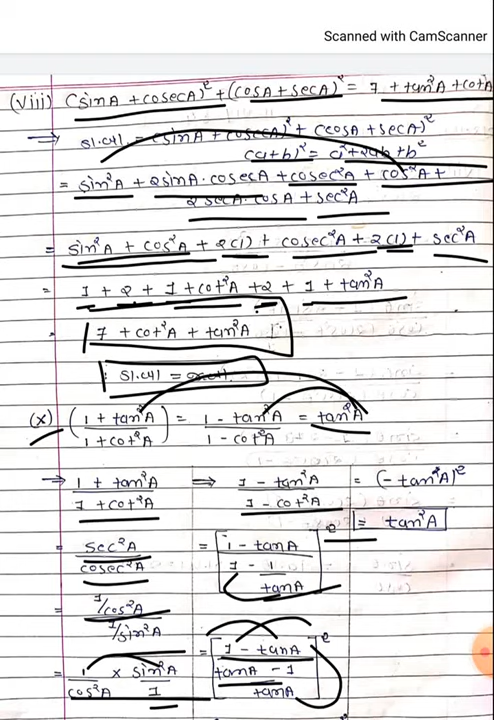 Scanned with CamScanner
(viii) (sinA + cosecA)² + (cosA + secA)² = 7 + tan²A + cot²A
→ = (sinA + cosecA)² + (cosA + secA)²
(a+b)² = a² + 2ab + b²
= sin²A + 2sinA · cosecA + cosec²A + cos²A +
2 secA · cosA + sec²A
= sin²A + cos²A + 2(1) + cosec²A + 2(1) + sec²A
= 1 + 2 + 1 + cot²A + 2 + 1 + tan²A
7 + cot²A + tan²A
(x) (1 + tan²A / 1 + cot²A) = 1 - tan²A / 1 - cot²A = tan²A
→ 1 + tan²A / 1 + cot²A ⇒ 1 - tan²A / 1 - cot²A = (- tan²A)²
= tan²A
= sec²A / cosec²A = [1 - tanA / 1 - 1/tanA]²
= 1/cos²A / 1/sin²A
= 1/cos²A × sin²A/1 = [1 - tanA / tanA - 1 / tanA]²